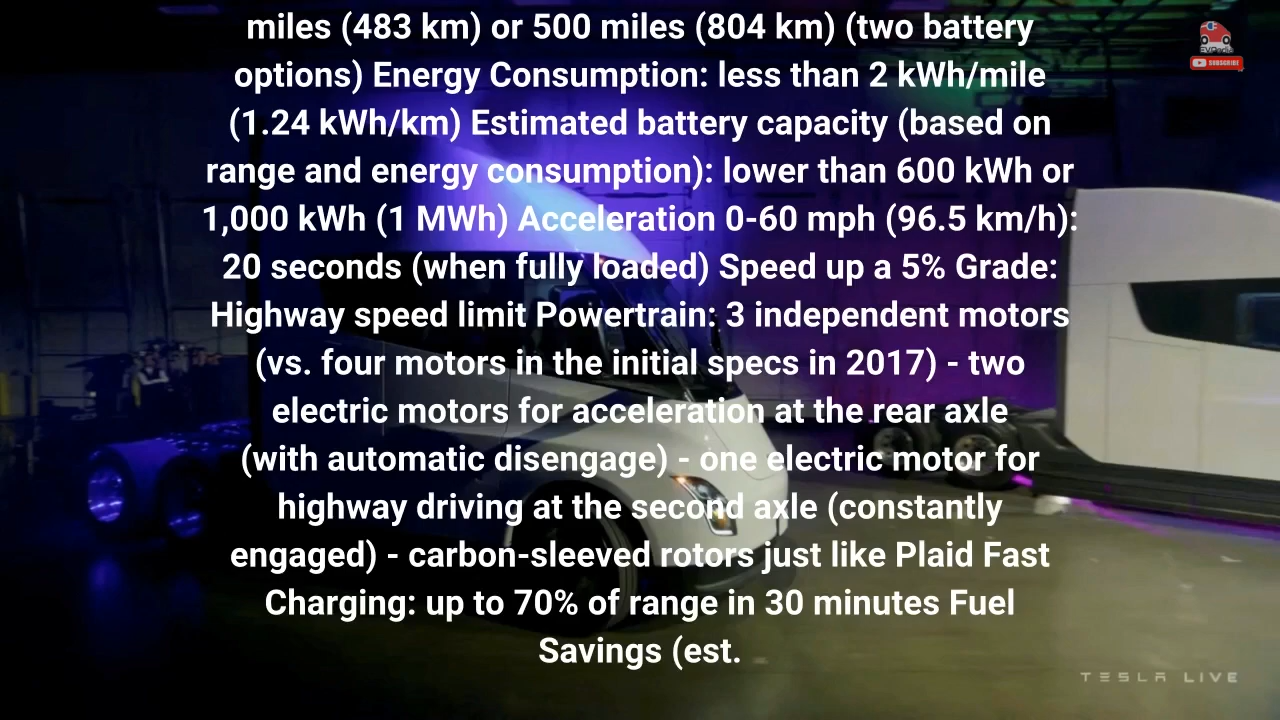 miles (483 km) or 500 miles (804 km) (two battery
options) Energy Consumption: less than 2 kWh/mile
(1.24 kWh/km) Estimated battery capacity (based on
range and energy consumption): lower than 600 kWh or
1,000 kWh (1 MWh) Acceleration 0-60 mph (96.5 km/h):
20 seconds (when fully loaded) Speed up a 5% Grade:
Highway speed limit Powertrain: 3 independent motors
(vs. four motors in the initial specs in 2017) - two
electric motors for acceleration at the rear axle
(with automatic disengage) - one electric motor for
highway driving at the second axle (constantly
engaged) - carbon-sleeved rotors just like Plaid Fast
Charging: up to 70% of range in 30 minutes Fuel
Savings (est.
SUBSCRIBE
TESLA LIVE